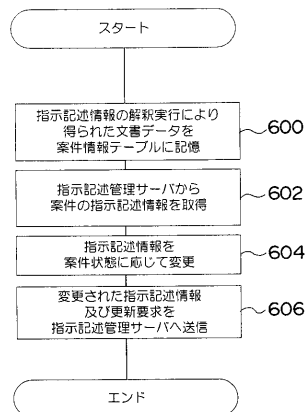 スタート
指示記述情報の解釈実行により
得られた文書データを
案件情報テーブルに記憶
600
指示記述管理サーバから
案件の指示記述情報を取得
602
指示記述情報を
案件状態に応じて変更
604
変更された指示記述情報
及び更新要求を
指示記述管理サーバへ送信
606
エンド